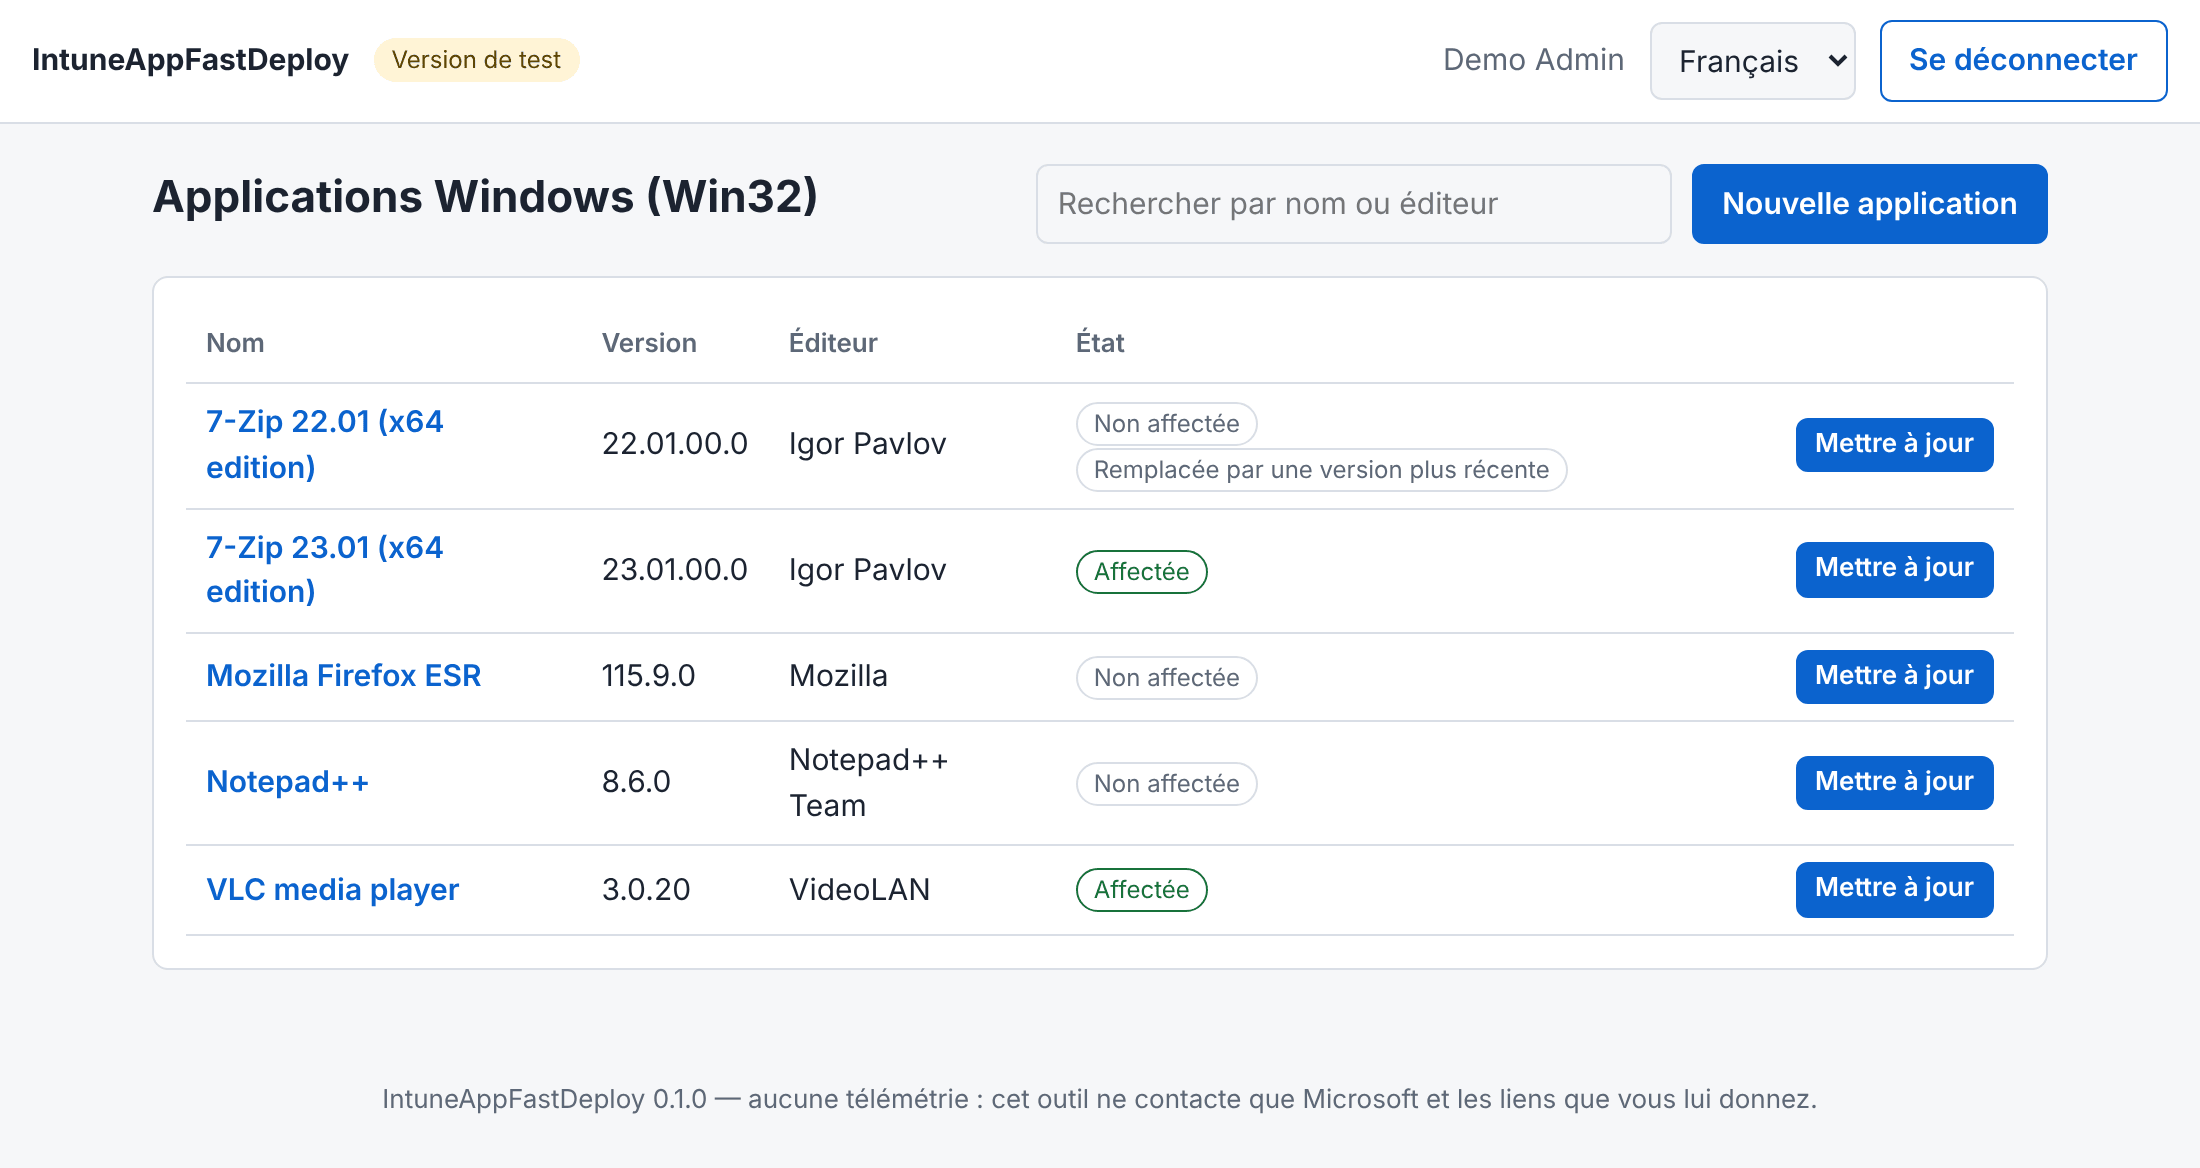 IntuneAppFastDeploy Version de test Demo Admin Français Se déconnecter
Applications Windows (Win32) Rechercher par nom ou éditeur Nouvelle application
Nom Version Éditeur État
7-Zip 22.01 (x64
edition) 22.01.00.0 Igor Pavlov Non affectée
Remplacée par une version plus récente Mettre à jour
7-Zip 23.01 (x64
edition) 23.01.00.0 Igor Pavlov Affectée Mettre à jour
Mozilla Firefox ESR 115.9.0 Mozilla Non affectée Mettre à jour
Notepad++ 8.6.0 Notepad++
Team Non affectée Mettre à jour
VLC media player 3.0.20 VideoLAN Affectée Mettre à jour
IntuneAppFastDeploy 0.1.0 — aucune télémétrie : cet outil ne contacte que Microsoft et les liens que vous lui donnez.